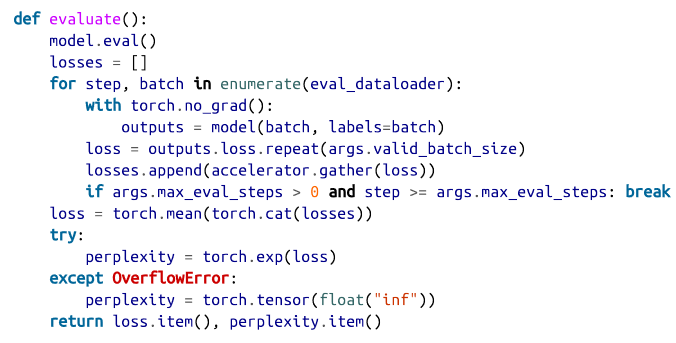 def evaluate():
    model.eval()
    losses = []
    for step, batch in enumerate(eval_dataloader):
        with torch.no_grad():
            outputs = model(batch, labels=batch)
        loss = outputs.loss.repeat(args.valid_batch_size)
        losses.append(accelerator.gather(loss))
        if args.max_eval_steps > 0 and step >= args.max_eval_steps: break
    loss = torch.mean(torch.cat(losses))
    try:
        perplexity = torch.exp(loss)
    except OverflowError:
        perplexity = torch.tensor(float("inf"))
    return loss.item(), perplexity.item()